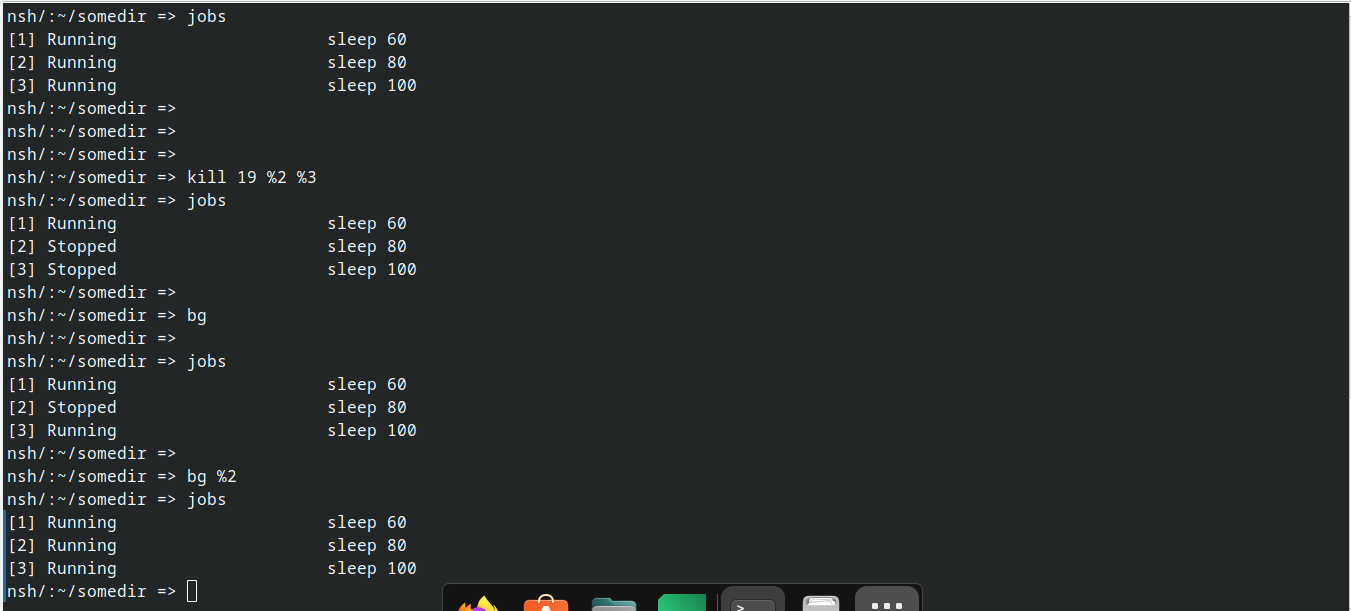 nsh/:~/somedir => jobs
[1] Running                     sleep 60
[2] Running                     sleep 80
[3] Running                     sleep 100
nsh/:~/somedir =>
nsh/:~/somedir =>
nsh/:~/somedir =>
nsh/:~/somedir => kill 19 %2 %3
nsh/:~/somedir => jobs
[1] Running                     sleep 60
[2] Stopped                     sleep 80
[3] Stopped                     sleep 100
nsh/:~/somedir =>
nsh/:~/somedir => bg
nsh/:~/somedir =>
nsh/:~/somedir => jobs
[1] Running                     sleep 60
[2] Stopped                     sleep 80
[3] Running                     sleep 100
nsh/:~/somedir =>
nsh/:~/somedir => bg %2
nsh/:~/somedir => jobs
[1] Running                     sleep 60
[2] Running                     sleep 80
[3] Running                     sleep 100
nsh/:~/somedir =>